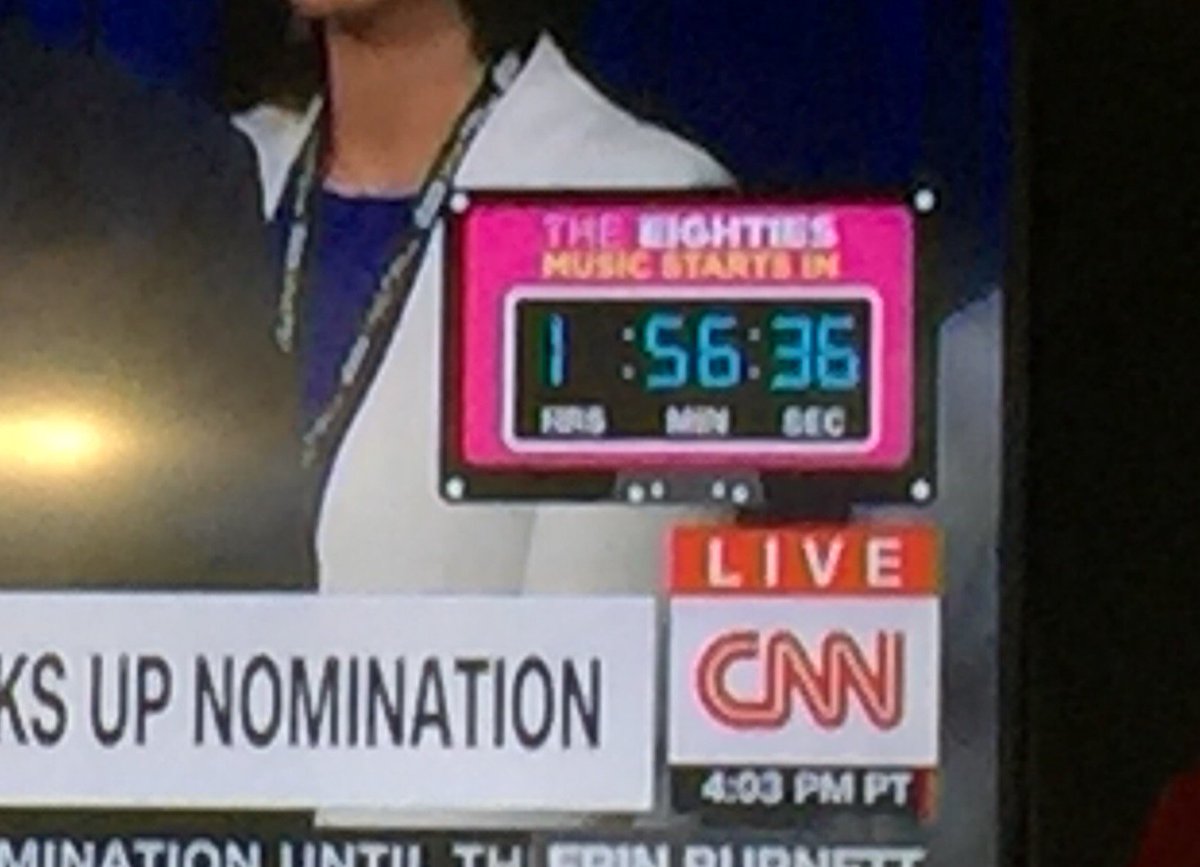 THE EIGHTIES
MUSIC STARTS IN
1 :56:36
HRS MIN SEC
LIVE
CNN
KS UP NOMINATION
4:03 PM PT
MINATION UNTIL TH ERIN BURNETT